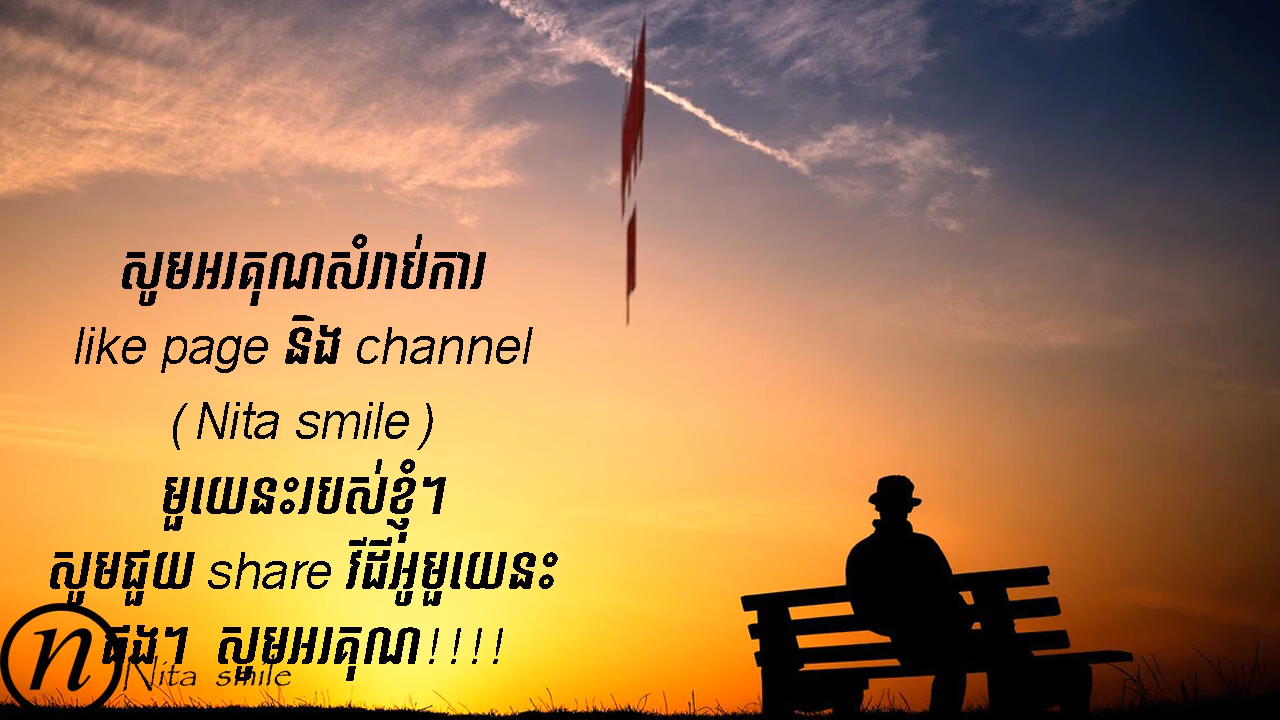 សូមអរគុណសំរាប់ការ
like page និង channel
( Nita smile )
មួយនេះរបស់ខ្ញុំៗ
សូមជួយ share វីដីអូមួយនេះ
ផងៗ សូមអរគុណ!!!!
n Nita smile